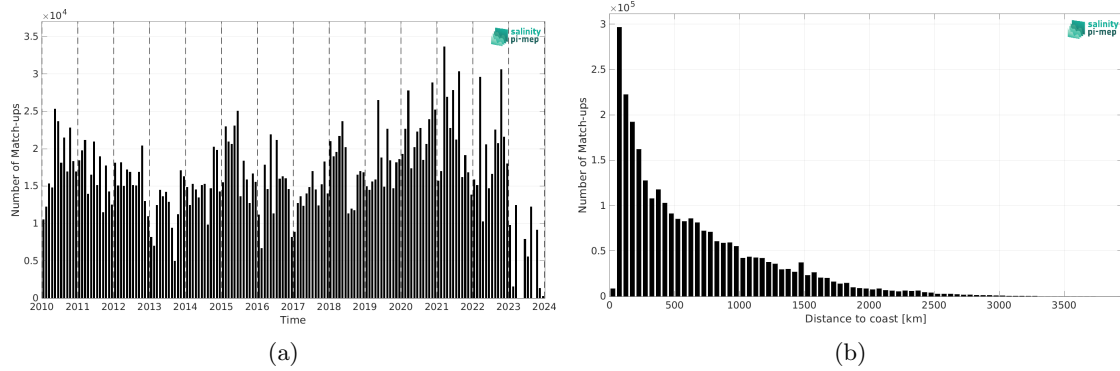 ×10⁴
3.5
3
2.5
2
1.5
1
0.5
0
Number of Match-ups
2010 2011 2012 2013 2014 2015 2016 2017 2018 2019 2020 2021 2022 2023 2024
Time
salinity
pi-mep
(a)
×10⁵
3
2.5
2
1.5
1
0.5
0
Number of Match-ups
0 500 1000 1500 2000 2500 3000 3500
Distance to coast [km]
salinity
pi-mep
(b)